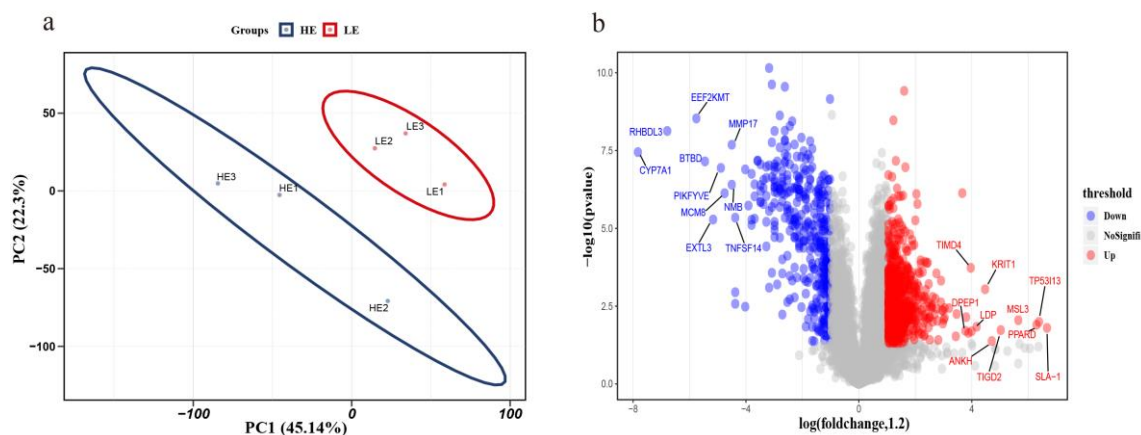 a
Groups HE LE
50
0
−50
−100
−100
0
100
PC2 (22.3%)
PC1 (45.14%)
LE3
LE2
LE1
HE3
HE1
HE2
b
10.0
7.5
5.0
2.5
0.0
−8
−4
0
4
−log10(pvalue)
log(foldchange,1.2)
EEF2KMT
RHBDL3
MMP17
CYP7A1
BTBD
PIKFYVE
MCM8
NMB
EXTL3
TNFSF14
TIMD4
KRIT1
TP53I13
DPEP1
LDP
MSL3
PPARD
ANKH
TIGD2
SLA−1
threshold
Down
NoSignifi
Up